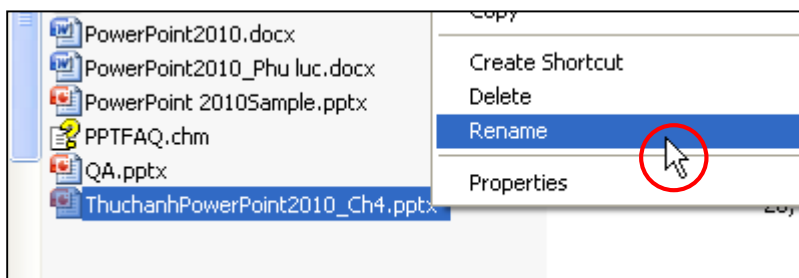 PowerPoint2010.docx
PowerPoint2010_Phu luc.docx
PowerPoint 2010Sample.pptx
PPTFAQ.chm
QA.pptx
ThuchanhPowerPoint2010_Ch4.pptx
Copy
Create Shortcut
Delete
Rename
Properties